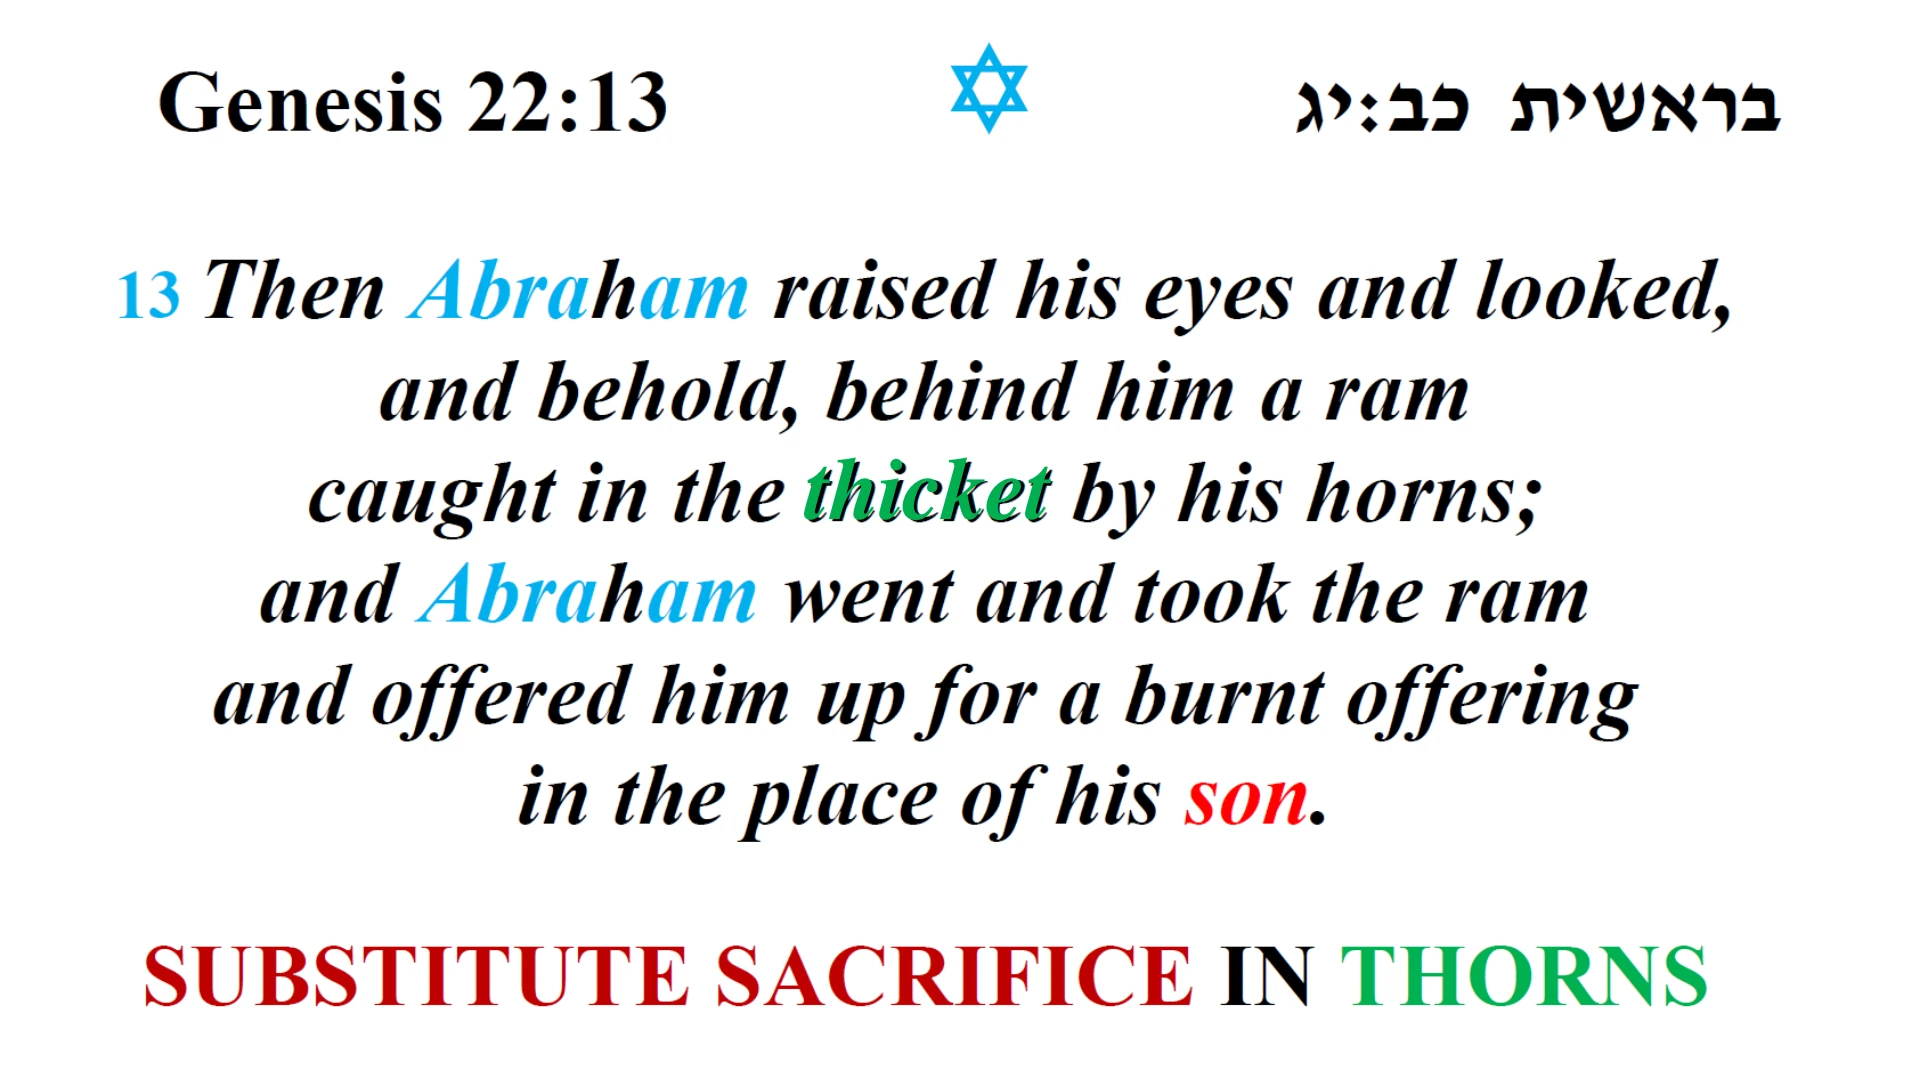 Genesis 22:13 ✡ בראשית כב:יג
13 Then Abraham raised his eyes and looked,
and behold, behind him a ram
caught in the thicket by his horns;
and Abraham went and took the ram
and offered him up for a burnt offering
in the place of his son.
SUBSTITUTE SACRIFICE IN THORNS